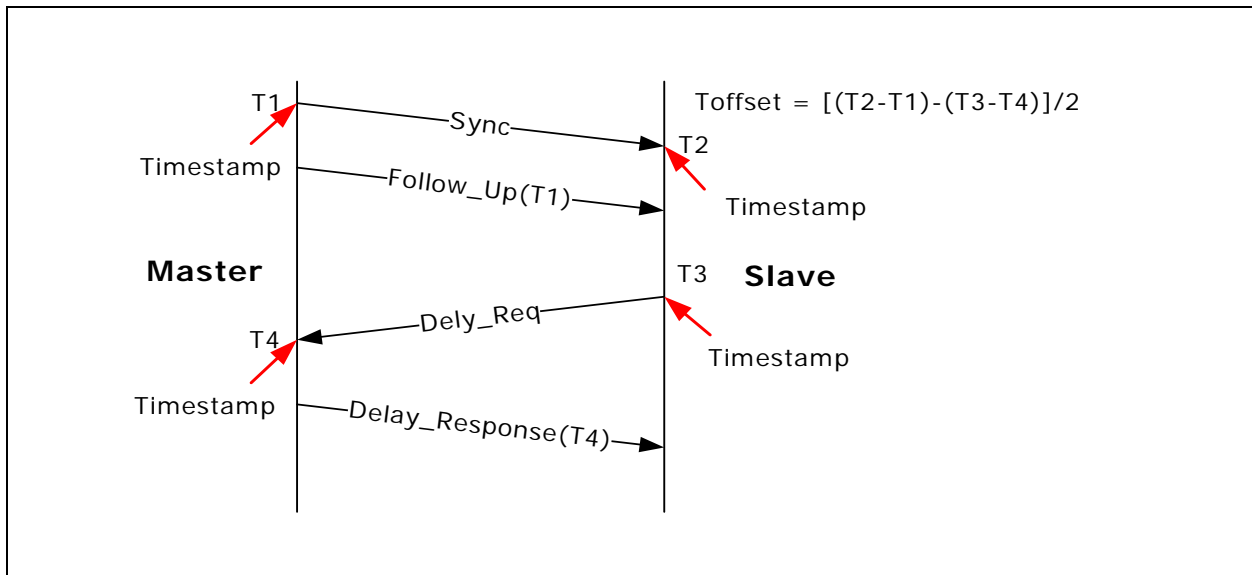 T1
Toffset = [(T2-T1)-(T3-T4)]/2
Sync
T2
Timestamp
Follow_Up(T1)
Timestamp
Master
T3
Slave
Dely_Req
T4
Timestamp
Timestamp
Delay_Response(T4)